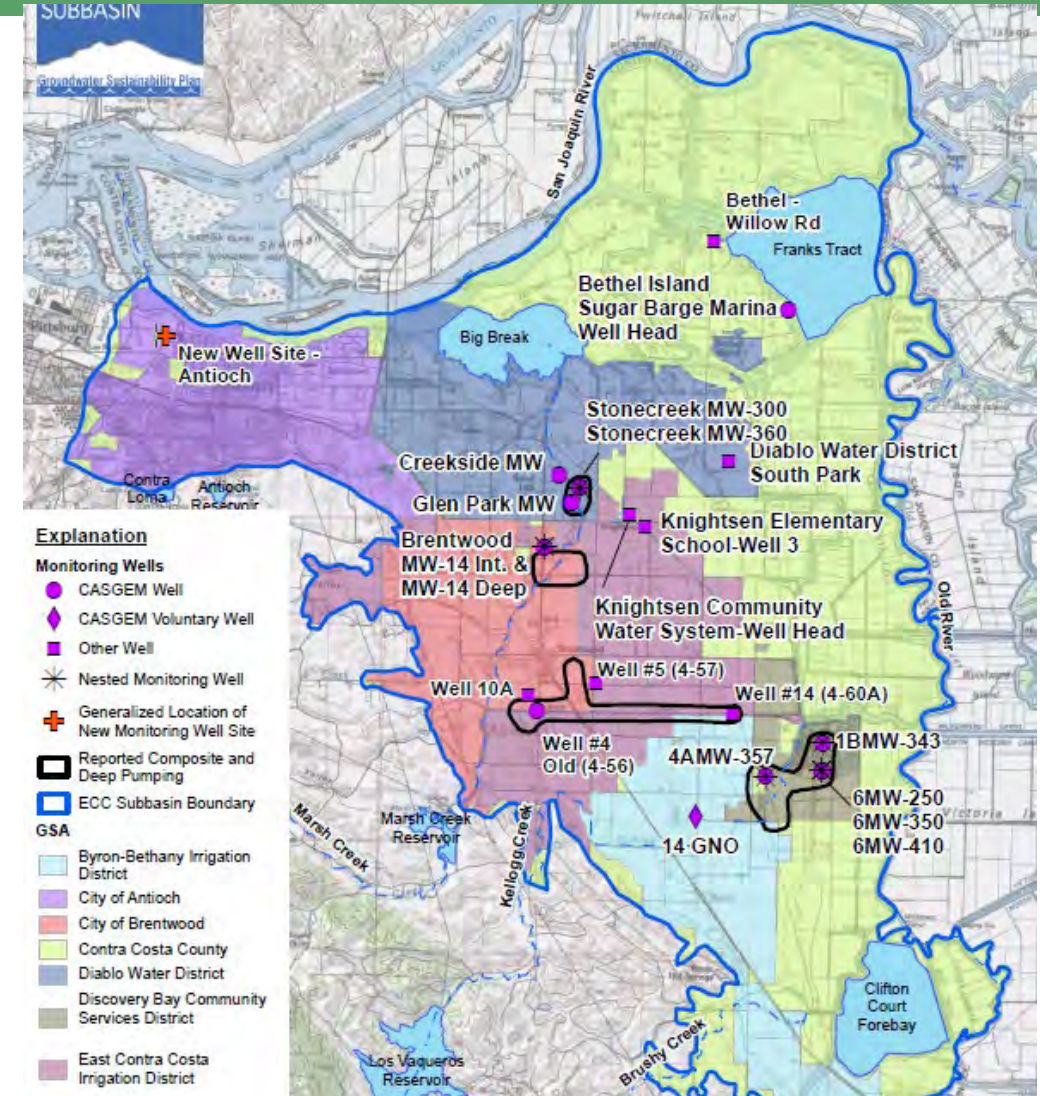 SUBBASIN
Groundwater Sustainability Plan
San Joaquin River
Bethel -
Willow Rd
Franks Tract
Bethel Island
Sugar Barge Marina
Well Head
Big Break
New Well Site -
Antioch
Pittsburg
Sherman
Island
Stonecreek MW-300
Stonecreek MW-360
Diablo Water District
South Park
Creekside MW
Glen Park MW
Contra
Loma
Antioch
Reservoir
Knightsen Elementary
School-Well 3
Brentwood
MW-14 Int. &
MW-14 Deep
Knightsen Community
Water System-Well Head
Old River
Well #5 (4-57)
Well 10A
Well #14 (4-60A)
Well #4
Old (4-56)
4AMW-357
1BMW-343
6MW-250
6MW-350
6MW-410
14-GNO
Marsh Creek
Marsh Creek
Reservoir
Kellogg Creek
Clifton
Court
Forebay
Brushy Creek
Los Vaqueros
Reservoir
Explanation
Monitoring Wells
CASGEM Well
CASGEM Voluntary Well
Other Well
Nested Monitoring Well
Generalized Location of
New Monitoring Well Site
Reported Composite and
Deep Pumping
ECC Subbasin Boundary
GSA
Byron-Bethany Irrigation
District
City of Antioch
City of Brentwood
Contra Costa County
Diablo Water District
Discovery Bay Community
Services District
East Contra Costa
Irrigation District